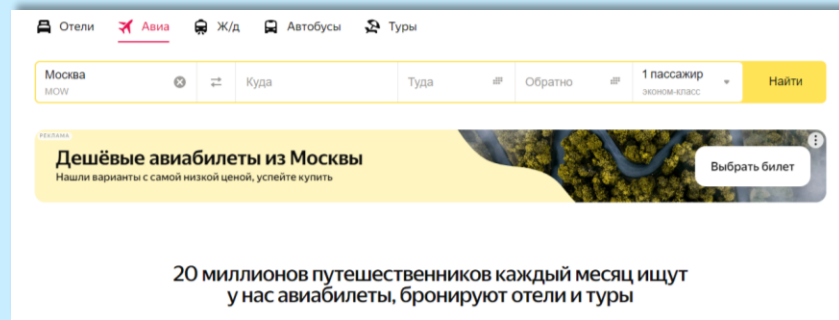 Отели Авиа Ж/д Автобусы Туры
Москва
MOW
Куда
Туда
Обратно
1 пассажир
эконом-класс
Найти
РЕКЛАМА
Дешёвые авиабилеты из Москвы
Нашли варианты с самой низкой ценой, успейте купить
Выбрать билет
20 миллионов путешественников каждый месяц ищут
у нас авиабилеты, бронируют отели и туры